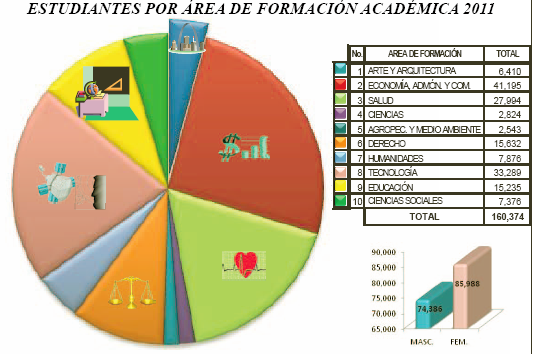 ESTUDIANTES POR ÁREA DE FORMACIÓN ACADÉMICA 2011
No. AREA DE FORMACIÓN TOTAL
1 ARTE Y ARQUITECTURA 6,410
2 ECONOMÍA, ADMÓN. Y COM. 41,195
3 SALUD 27,994
4 CIENCIAS 2,824
5 AGROPEC. Y MEDIO AMBIENTE 2,543
6 DERECHO 15,632
7 HUMANIDADES 7,876
8 TECNOLOGÍA 33,289
9 EDUCACIÓN 15,235
10 CIENCIAS SOCIALES 7,376
TOTAL 160,374
90,000
85,000
80,000
75,000
70,000
65,000
74,386
85,988
MASC. FEM.